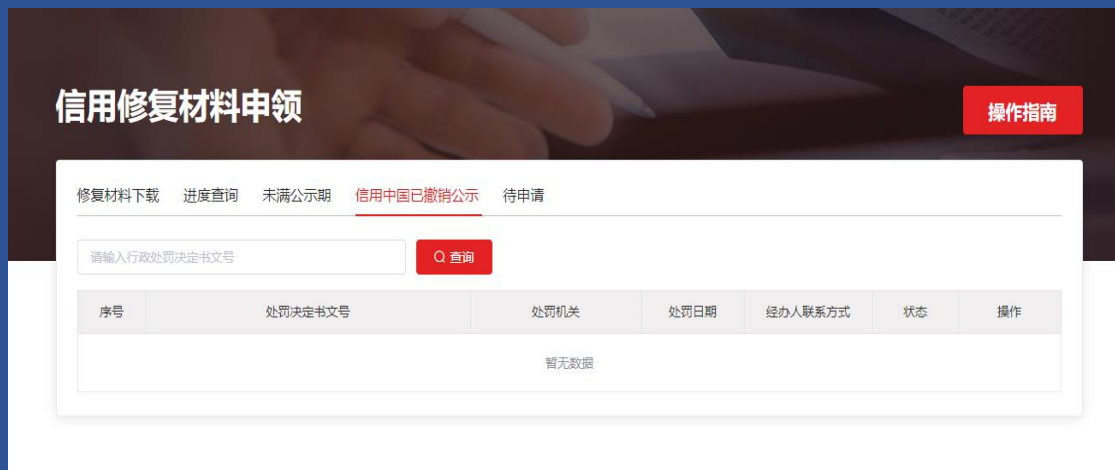 信用修复材料申领
操作指南
修复材料下载 进度查询 未满公示期 信用中国已撤销公示 待申请
请输入行政处罚决定书文号 查询
序号 处罚决定书文号 处罚机关 处罚日期 经办人联系方式 状态 操作
暂无数据